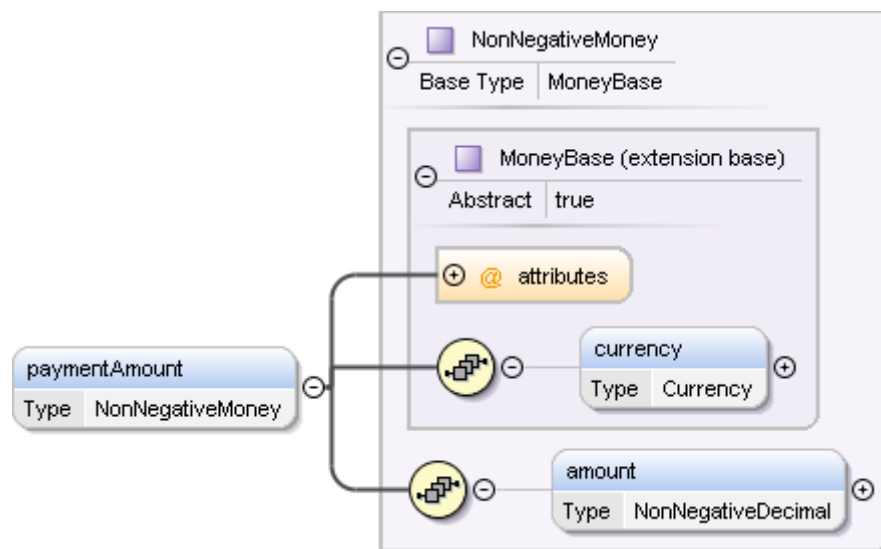 NonNegativeMoney
Base Type MoneyBase
MoneyBase (extension base)
Abstract true
@ attributes
currency
Type Currency
paymentAmount
Type NonNegativeMoney
amount
Type NonNegativeDecimal